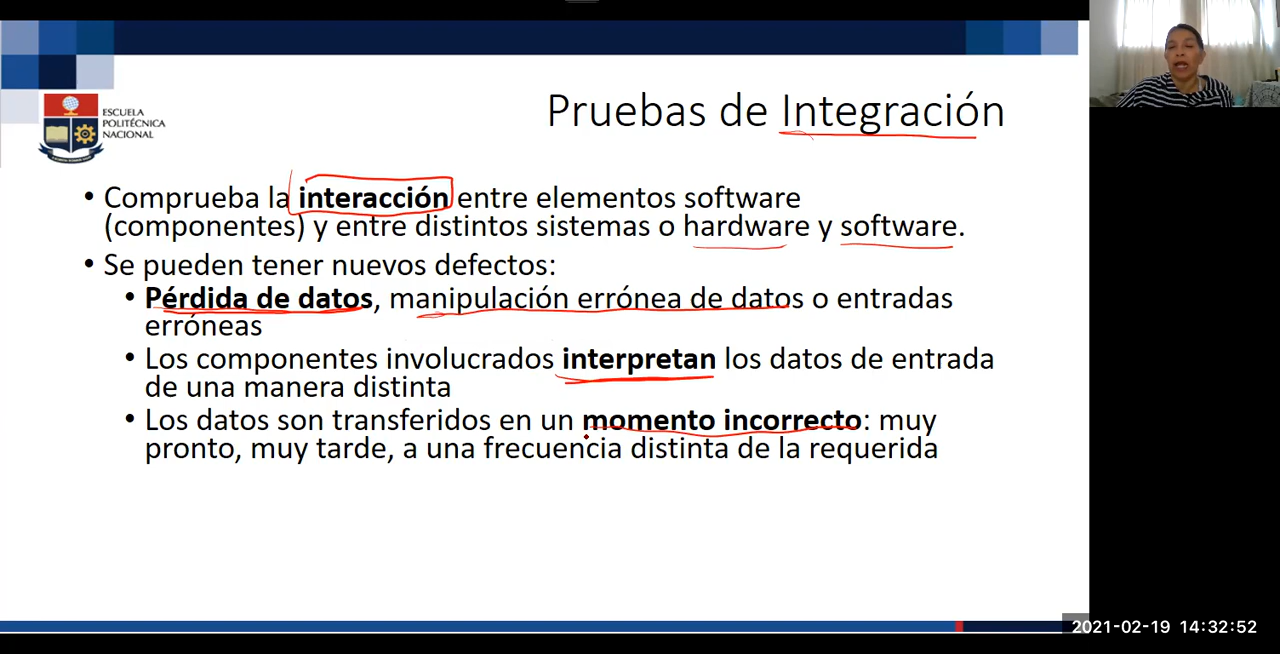 ESCUELA
POLITÉCNICA
NACIONAL
Pruebas de Integración
• Comprueba la interacción entre elementos software
(componentes) y entre distintos sistemas o hardware y software.
• Se pueden tener nuevos defectos:
• Pérdida de datos, manipulación errónea de datos o entradas
erróneas
• Los componentes involucrados interpretan los datos de entrada
de una manera distinta
• Los datos son transferidos en un momento incorrecto: muy
pronto, muy tarde, a una frecuencia distinta de la requerida
2021-02-19 14:32:52